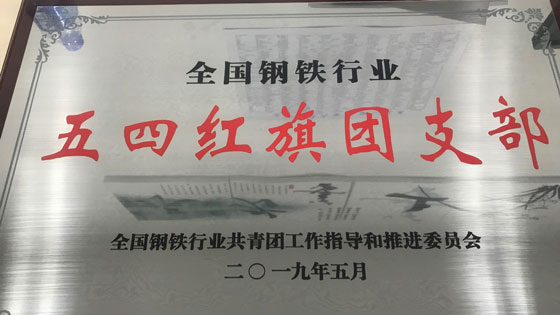 全国钢铁行业
五四红旗团支部
全国钢铁行业共青团工作指导和推进委员会
二〇一九年五月